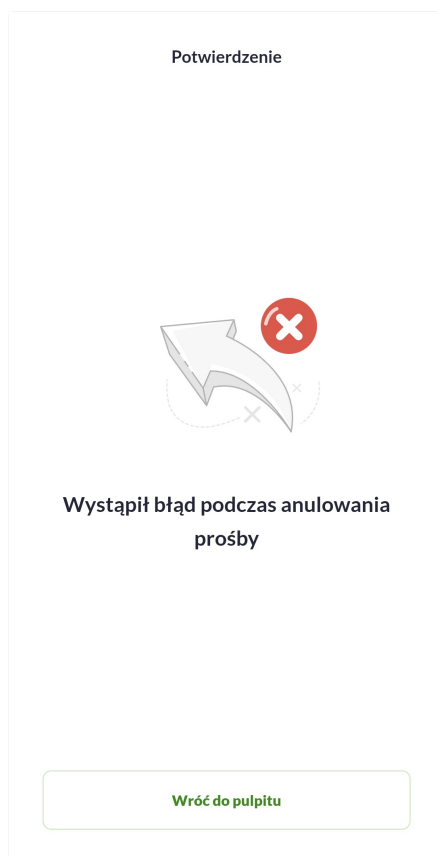 Potwierdzenie
Wystąpił błąd podczas anulowania
prośby
Wróć do pulpitu